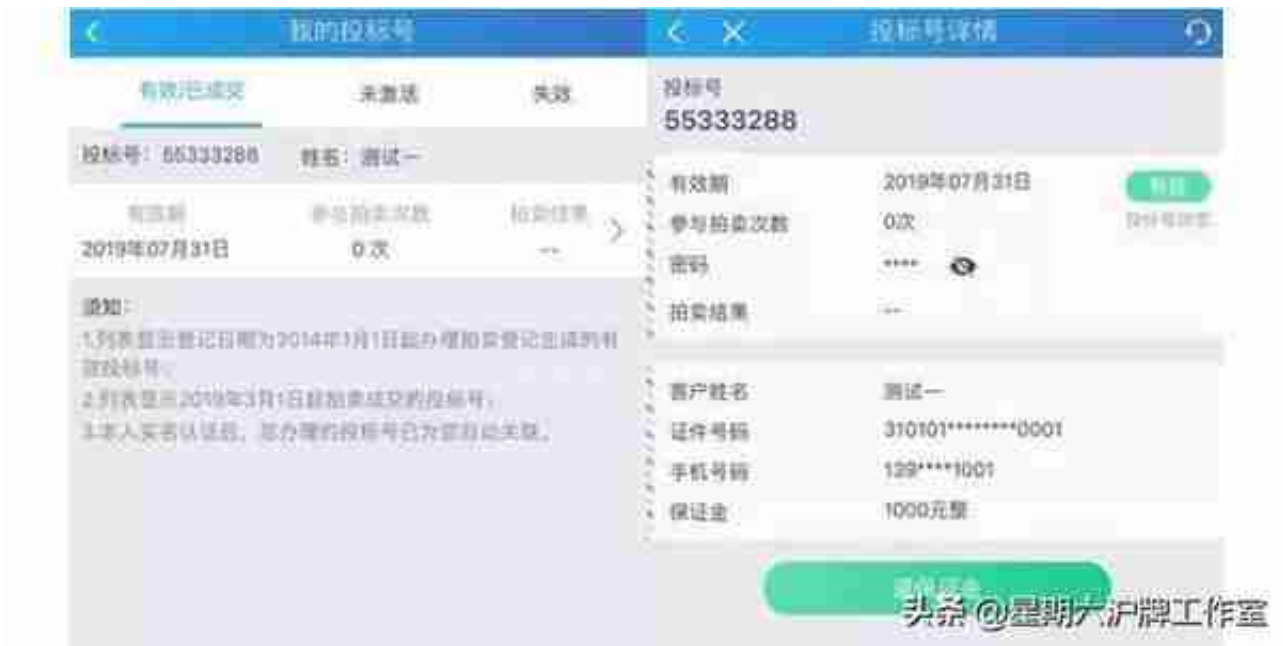 我的投标号
有效/已成交
未激活
失效
投标号：55333288 姓名：测试一
有效期 参与拍卖次数 拍卖结果
2019年07月31日 0 次 --
须知：
1.列表显示登记日期为2014年1月1日起办理拍卖登记生成的有
效投标号。
2.列表显示2019年3月1日起拍卖成交的投标号。
3.本人实名认证后，您办理的投标号已为您自动关联。
投标号详情
投标号
55333288
有效期 2019年07月31日 有效
参与拍卖次数 0次
密码 ****
拍卖结果 --
客户姓名 测试一
证件号码 310101********0001
手机号码 139****1001
保证金 1000元整
头条 @星期六沪牌工作室